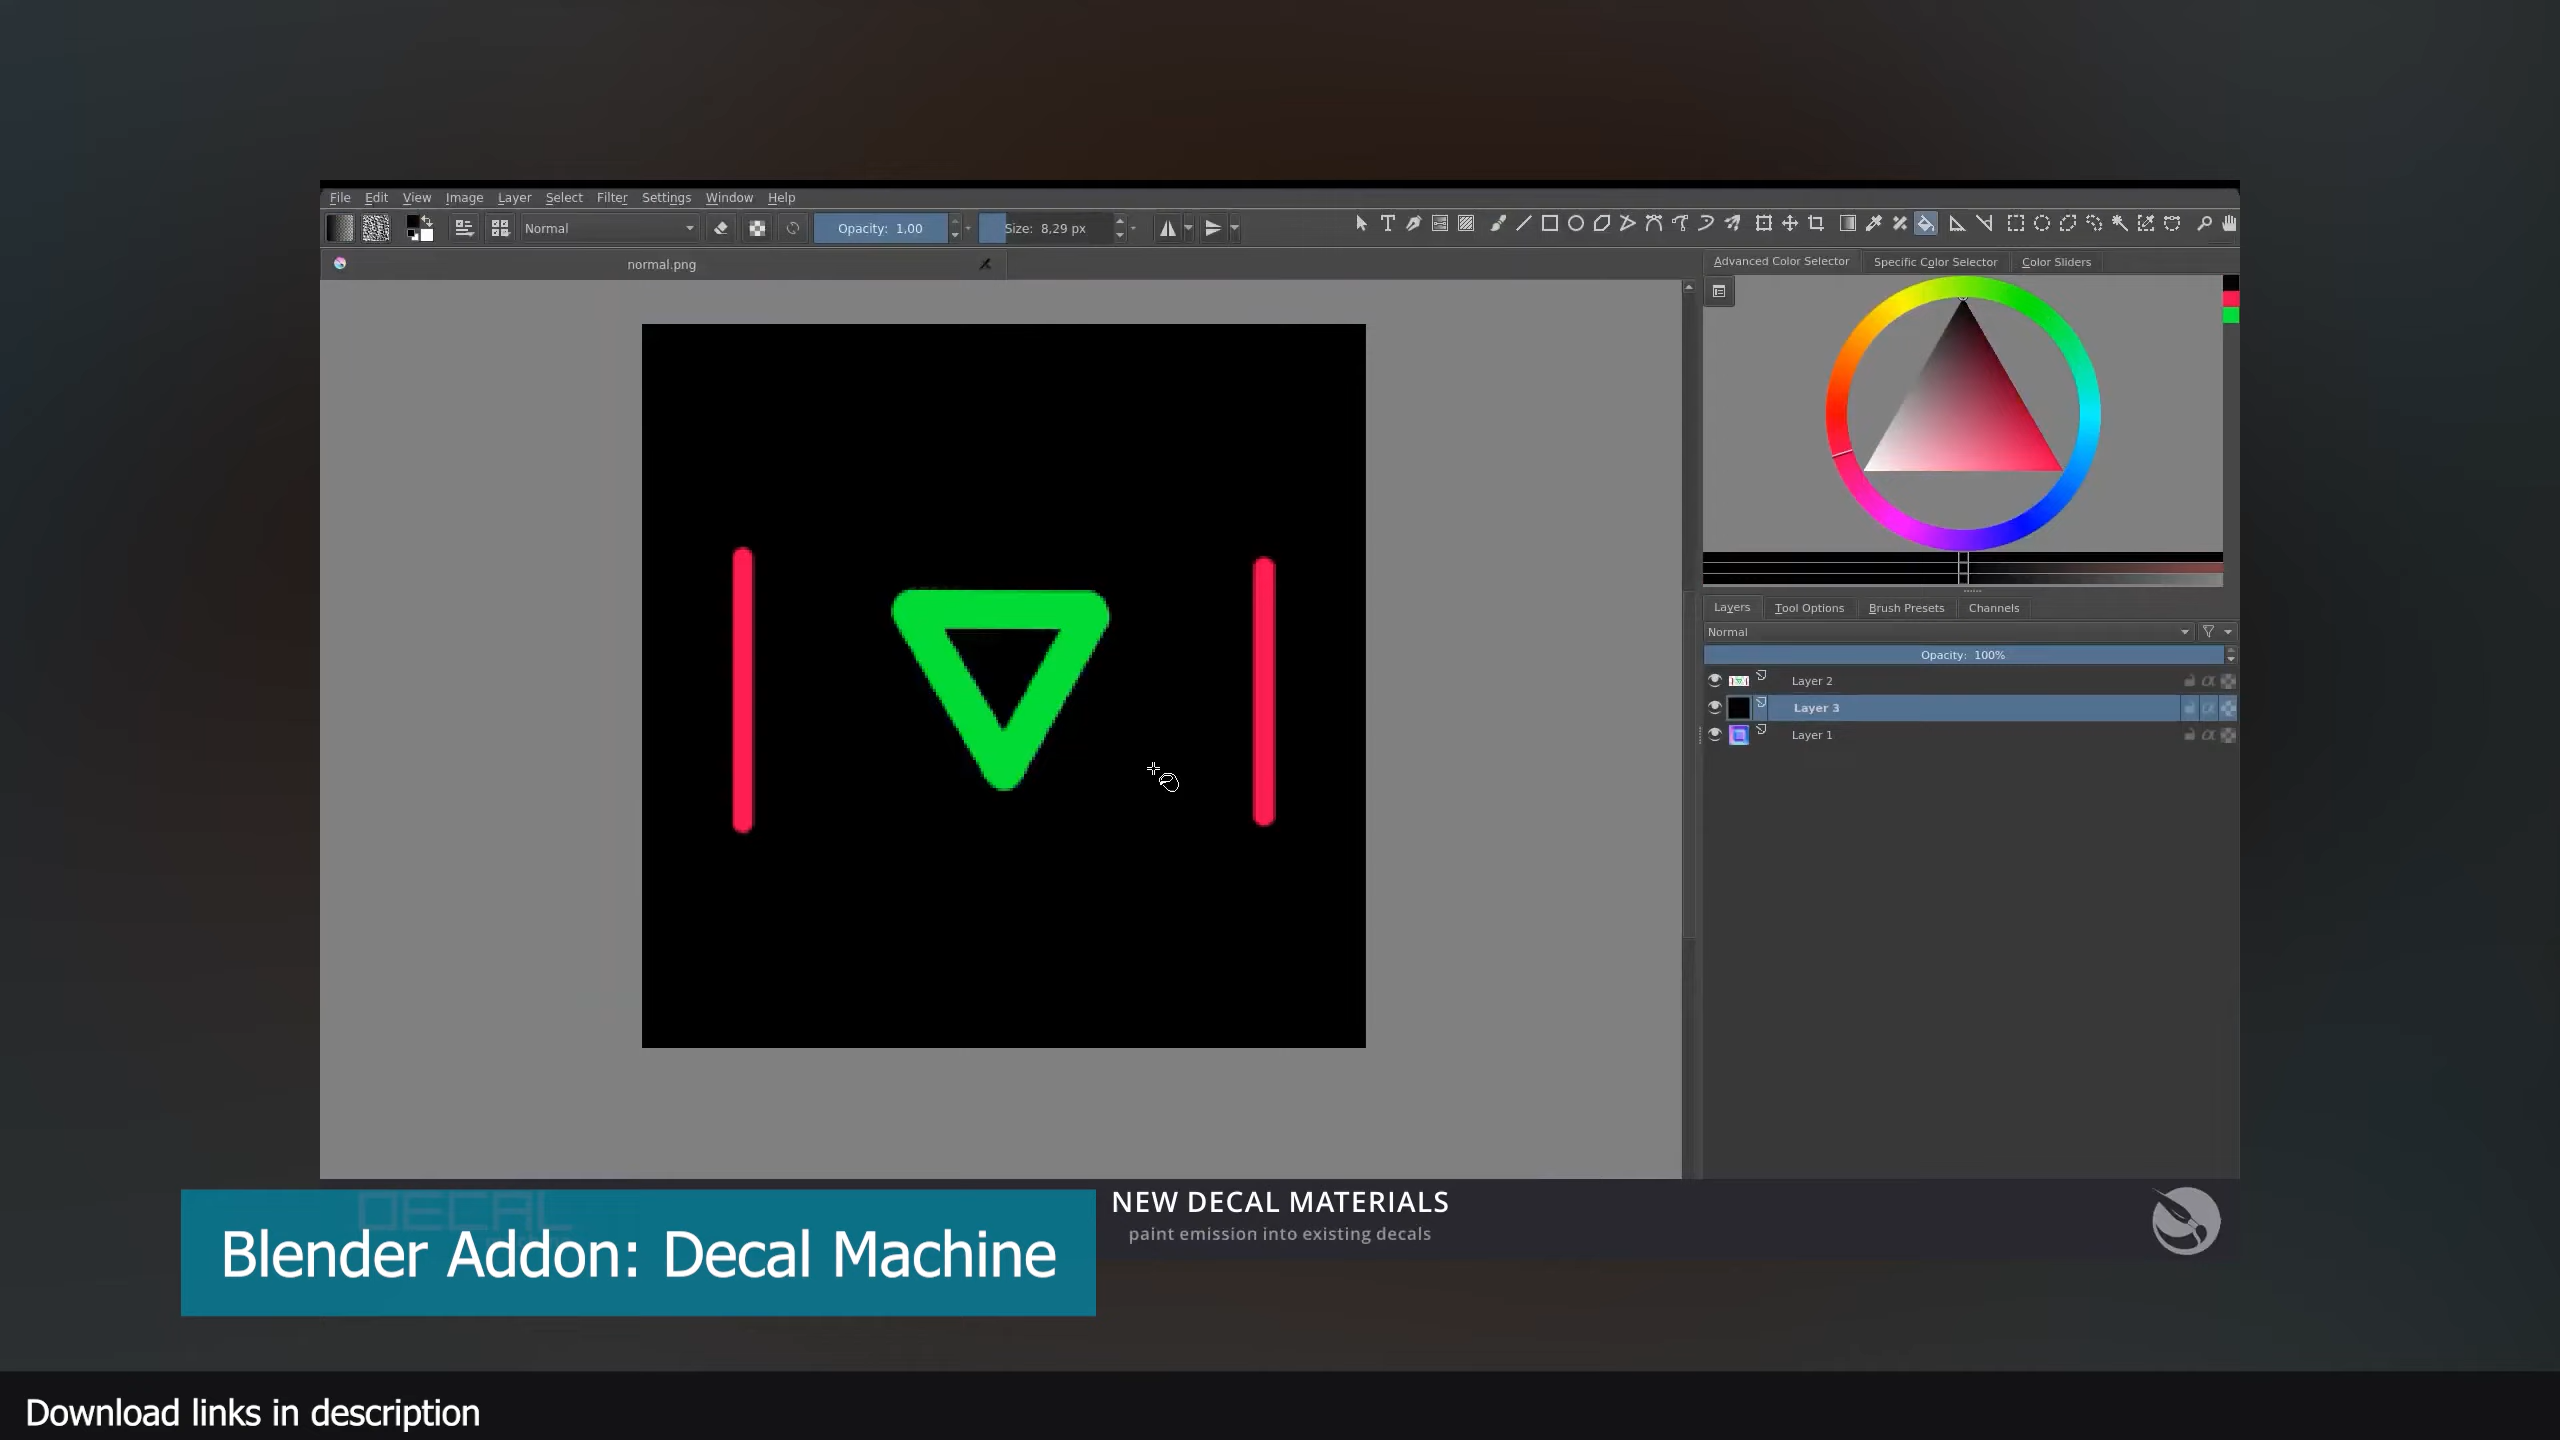 File Edit View Image Layer Select Filter Settings Window Help
Normal Opacity: 1,00 Size: 8,29 px
normal.png
Advanced Color Selector Specific Color Selector Color Sliders
Layers Tool Options Brush Presets Channels
Normal
Opacity: 100%
Layer 2
Layer 3
Layer 1
DECAL
Blender Addon: Decal Machine
NEW DECAL MATERIALS
paint emission into existing decals
Download links in description